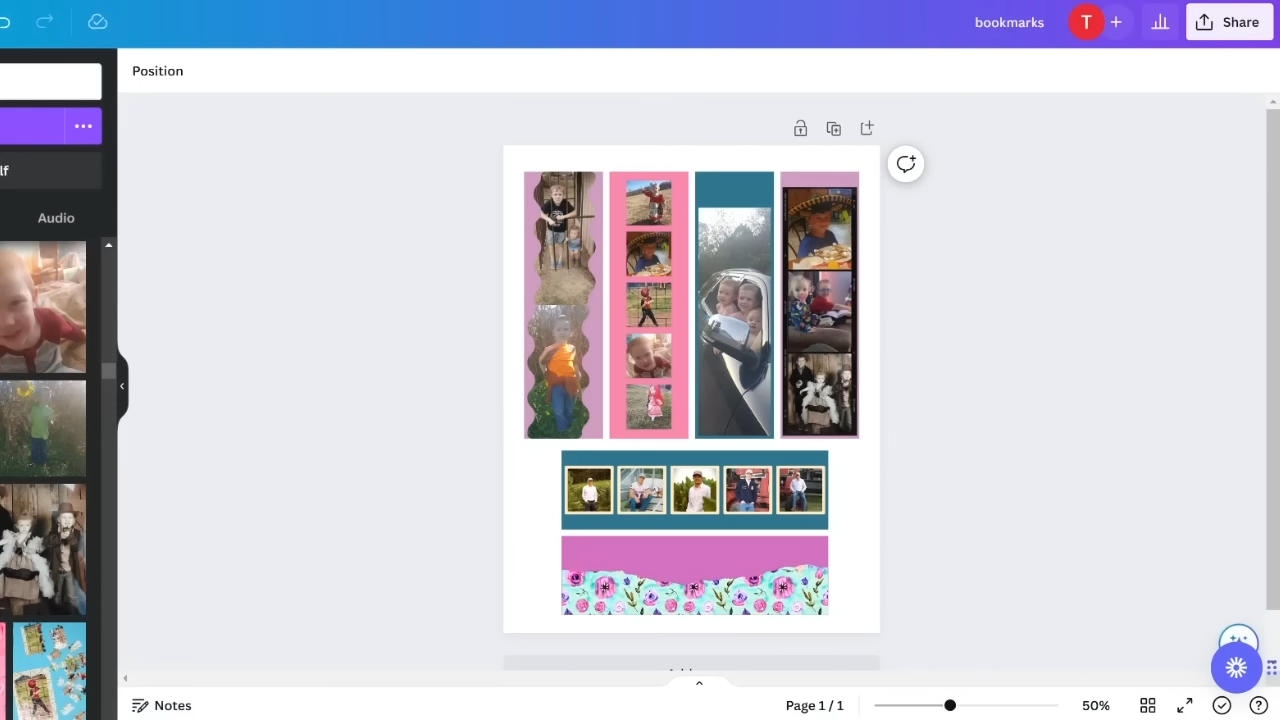 bookmarks
T
Share
Position
lf
Audio
Notes
Page 1 / 1
50%